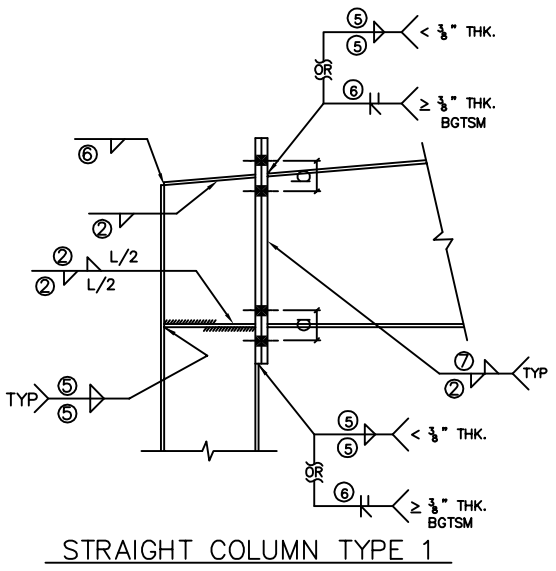 ⑤
⑤
< 3/8" THK.
OR
⑥
≥ 3/8" THK.
BGTSM
⑥
b
②
② L/2
② L/2
a
⑦
② TYP
TYP ⑤
⑤
⑤
⑤
< 3/8" THK.
OR
⑥
≥ 3/8" THK.
BGTSM
STRAIGHT COLUMN TYPE 1